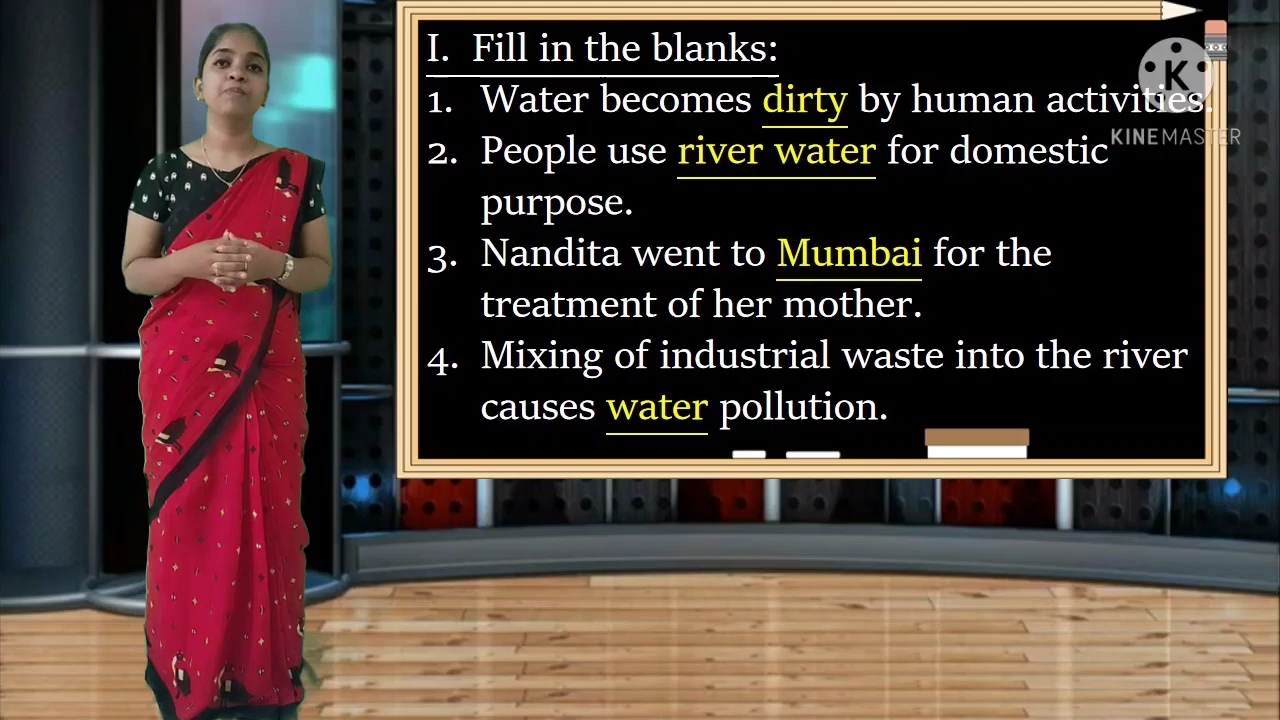 I. Fill in the blanks:
1. Water becomes dirty by human activities.
2. People use river water for domestic
purpose.
3. Nandita went to Mumbai for the
treatment of her mother.
4. Mixing of industrial waste into the river
causes water pollution.
K
KINEMASTER